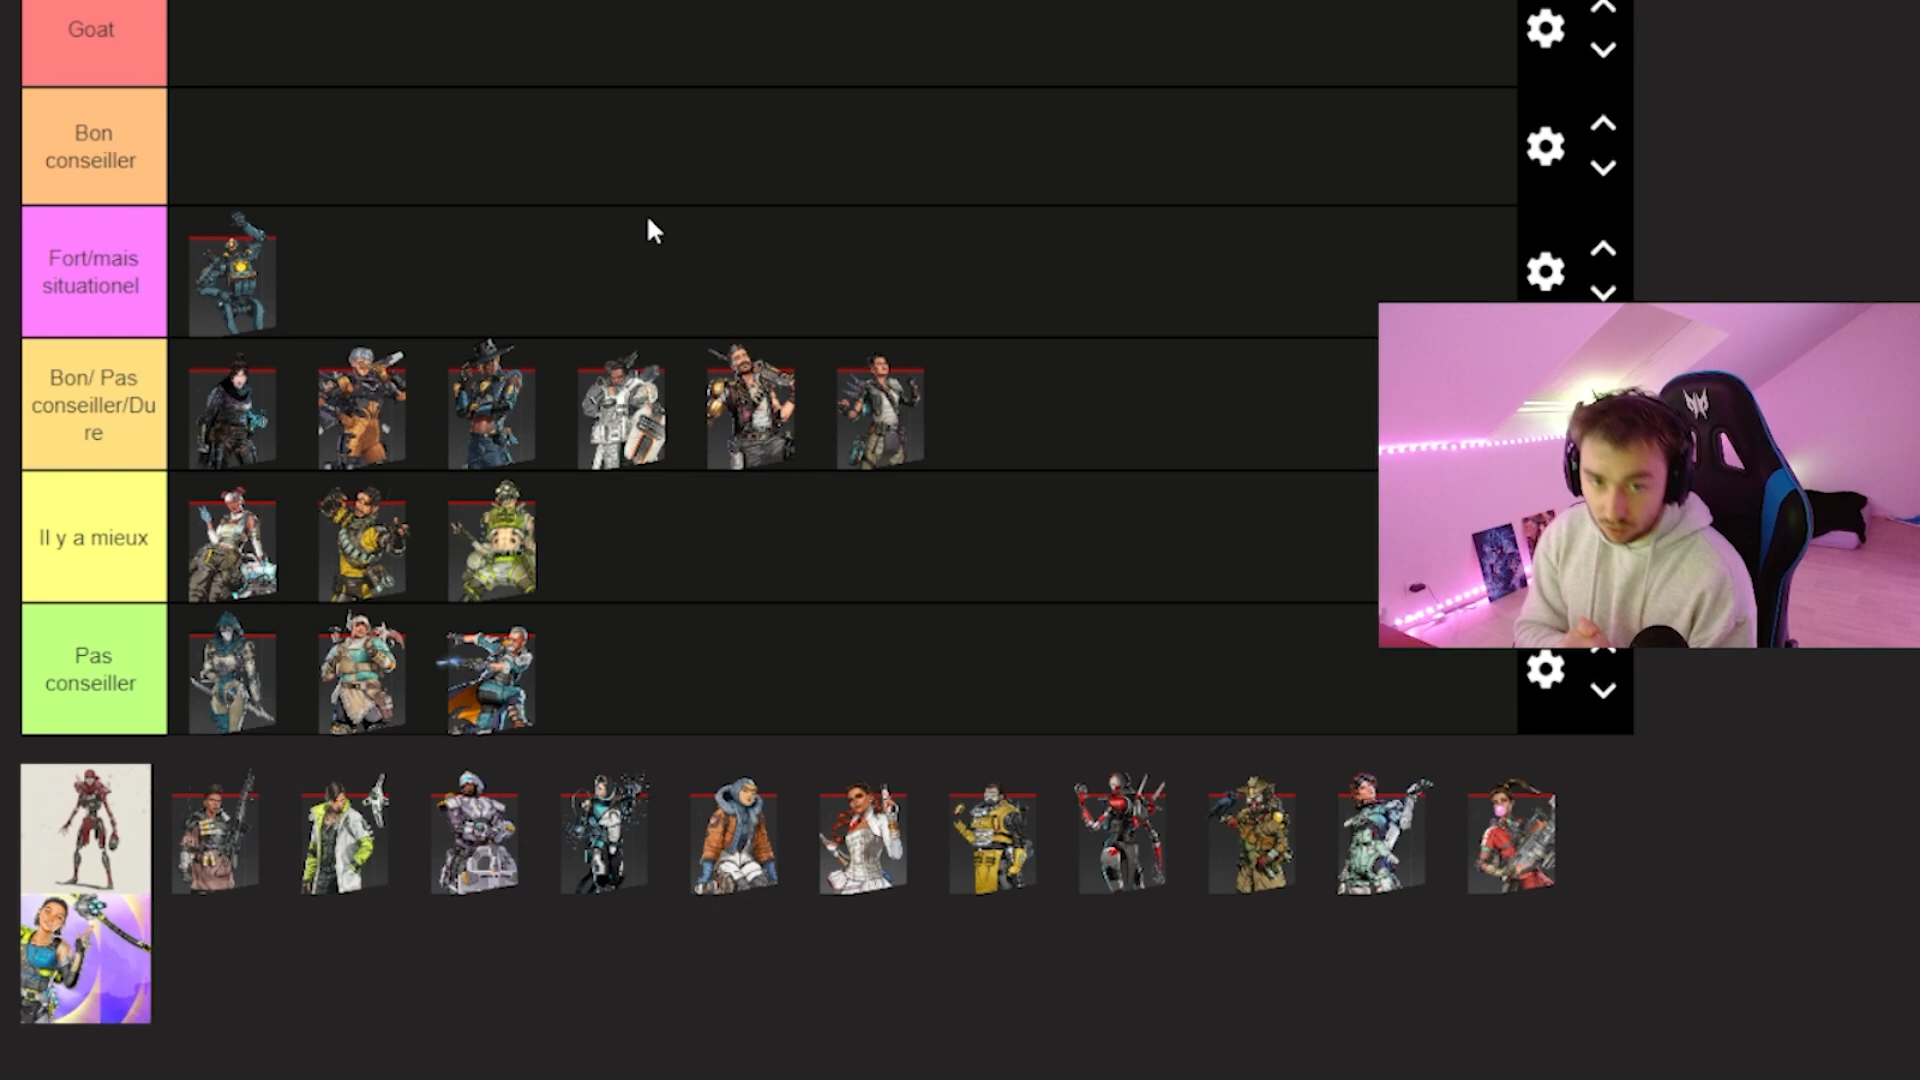 Goat
Bon
conseiller
Fort/mais
situationel
Bon/ Pas
conseiller/Du
re
Il y a mieux
Pas
conseiller